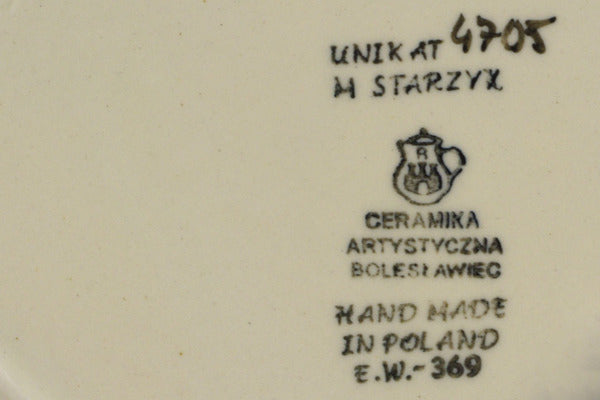 UNIKAT 4705
M STARZYK
R
CERAMIKA
ARTYSTYCZNA
BOLESŁAWIEC
HAND MADE
IN POLAND
E.W.-369